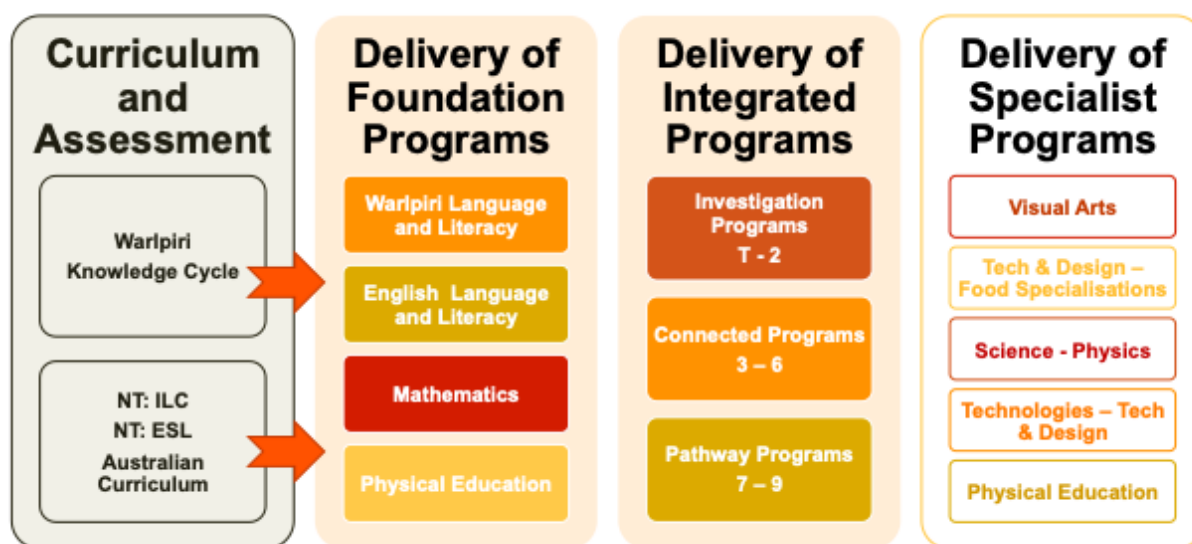 Curriculum
and
Assessment
Warlpiri
Knowledge Cycle
NT: ILC
NT: ESL
Australian
Curriculum
Delivery of
Foundation
Programs
Warlpiri Language
and Literacy
English Language
and Literacy
Mathematics
Physical Education
Delivery of
Integrated
Programs
Investigation
Programs
T - 2
Connected Programs
3 – 6
Pathway Programs
7 – 9
Delivery of
Specialist
Programs
Visual Arts
Tech & Design –
Food Specialisations
Science - Physics
Technologies – Tech
& Design
Physical Education